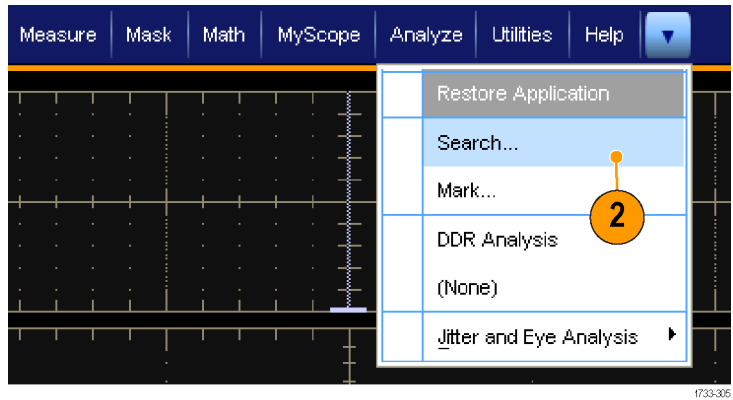 Measure Mask Math MyScope Analyze Utilities Help
Restore Application
Search...
Mark...
2
DDR Analysis
(None)
Jitter and Eye Analysis
1733-305